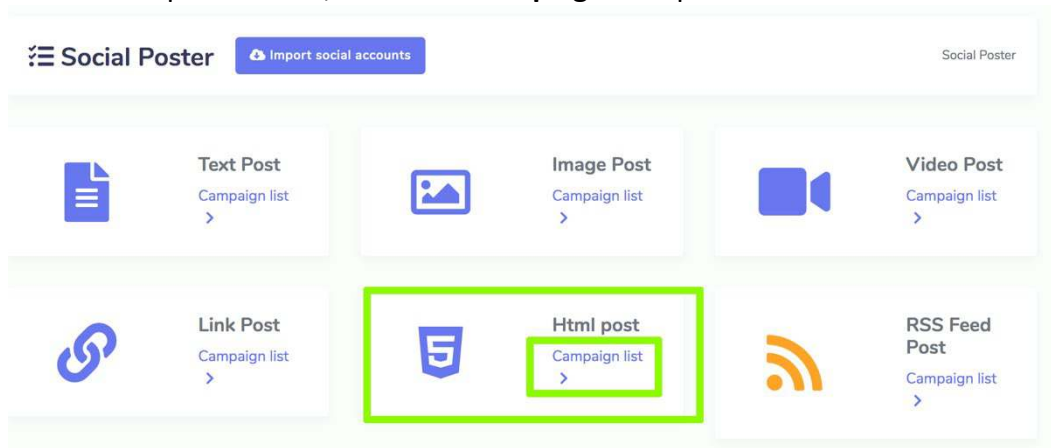 Social Poster
Import social accounts
Social Poster
Text Post
Campaign list
Image Post
Campaign list
Video Post
Campaign list
Link Post
Campaign list
Html post
Campaign list
RSS Feed
Post
Campaign list